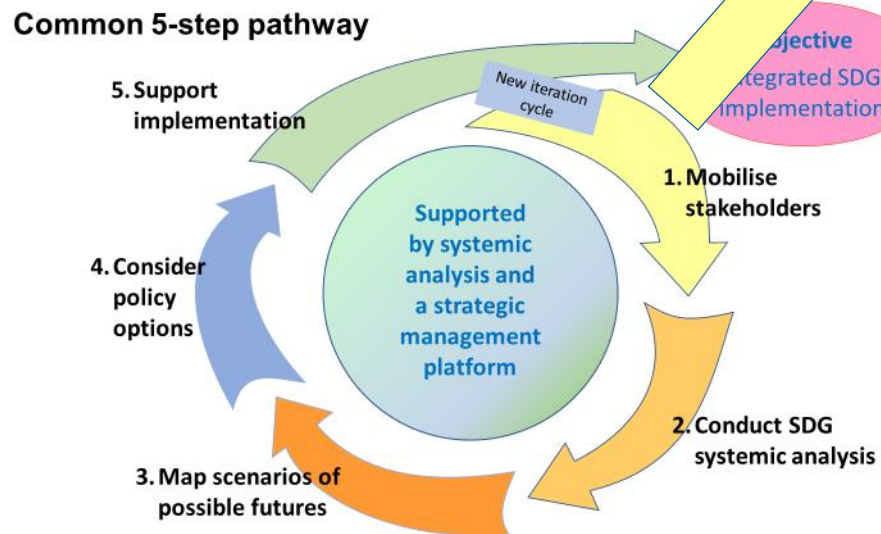 Common 5-step pathway
bjective
tegrated SDG
implementation
New iteration
cycle
5. Support
implementation
1. Mobilise
stakeholders
Supported
by systemic
analysis and
a strategic
management
platform
4. Consider
policy
options
2. Conduct SDG
systemic analysis
3. Map scenarios of
possible futures